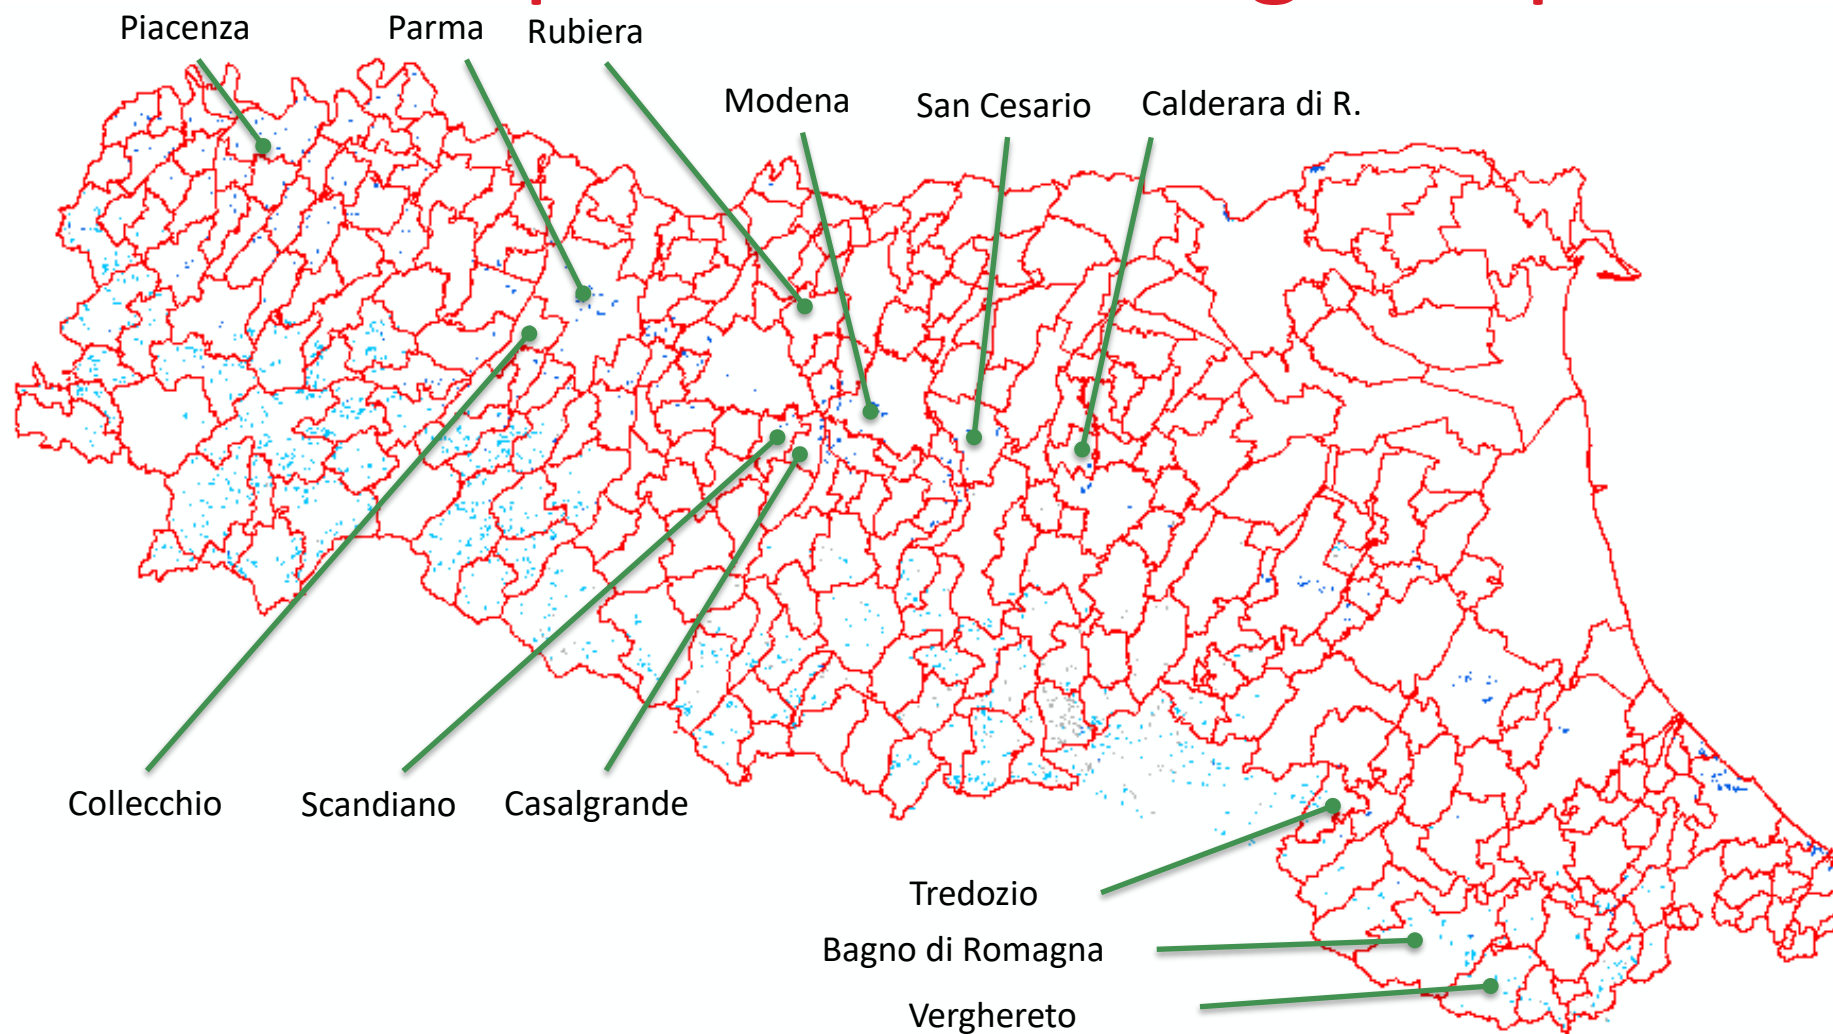 Piacenza
Parma
Rubiera
Modena
San Cesario
Calderara di R.
Collecchio
Scandiano
Casalgrande
Tredozio
Bagno di Romagna
Verghereto